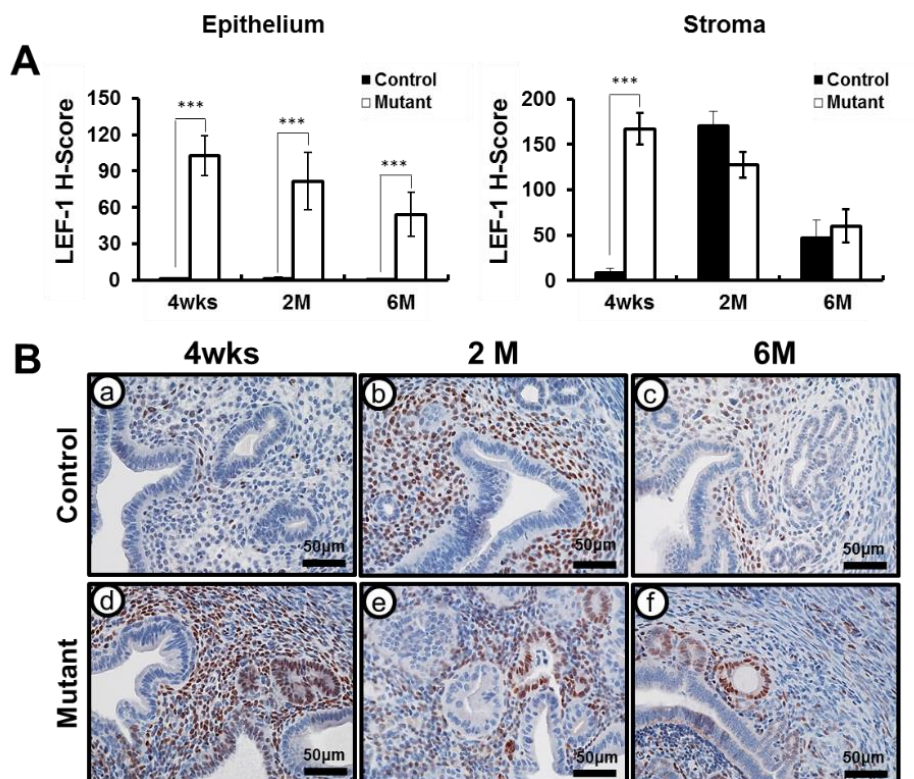 Epithelium
Stroma
A
LEF-1 H-Score
150
120
90
60
30
0
***
***
***
Control
Mutant
4wks 2M 6M
LEF-1 H-Score
200
150
100
50
0
***
Control
Mutant
4wks 2M 6M
B
4wks 2 M 6M
Control
a
50µm
b
50µm
c
50µm
Mutant
d
50µm
e
50µm
f
50µm